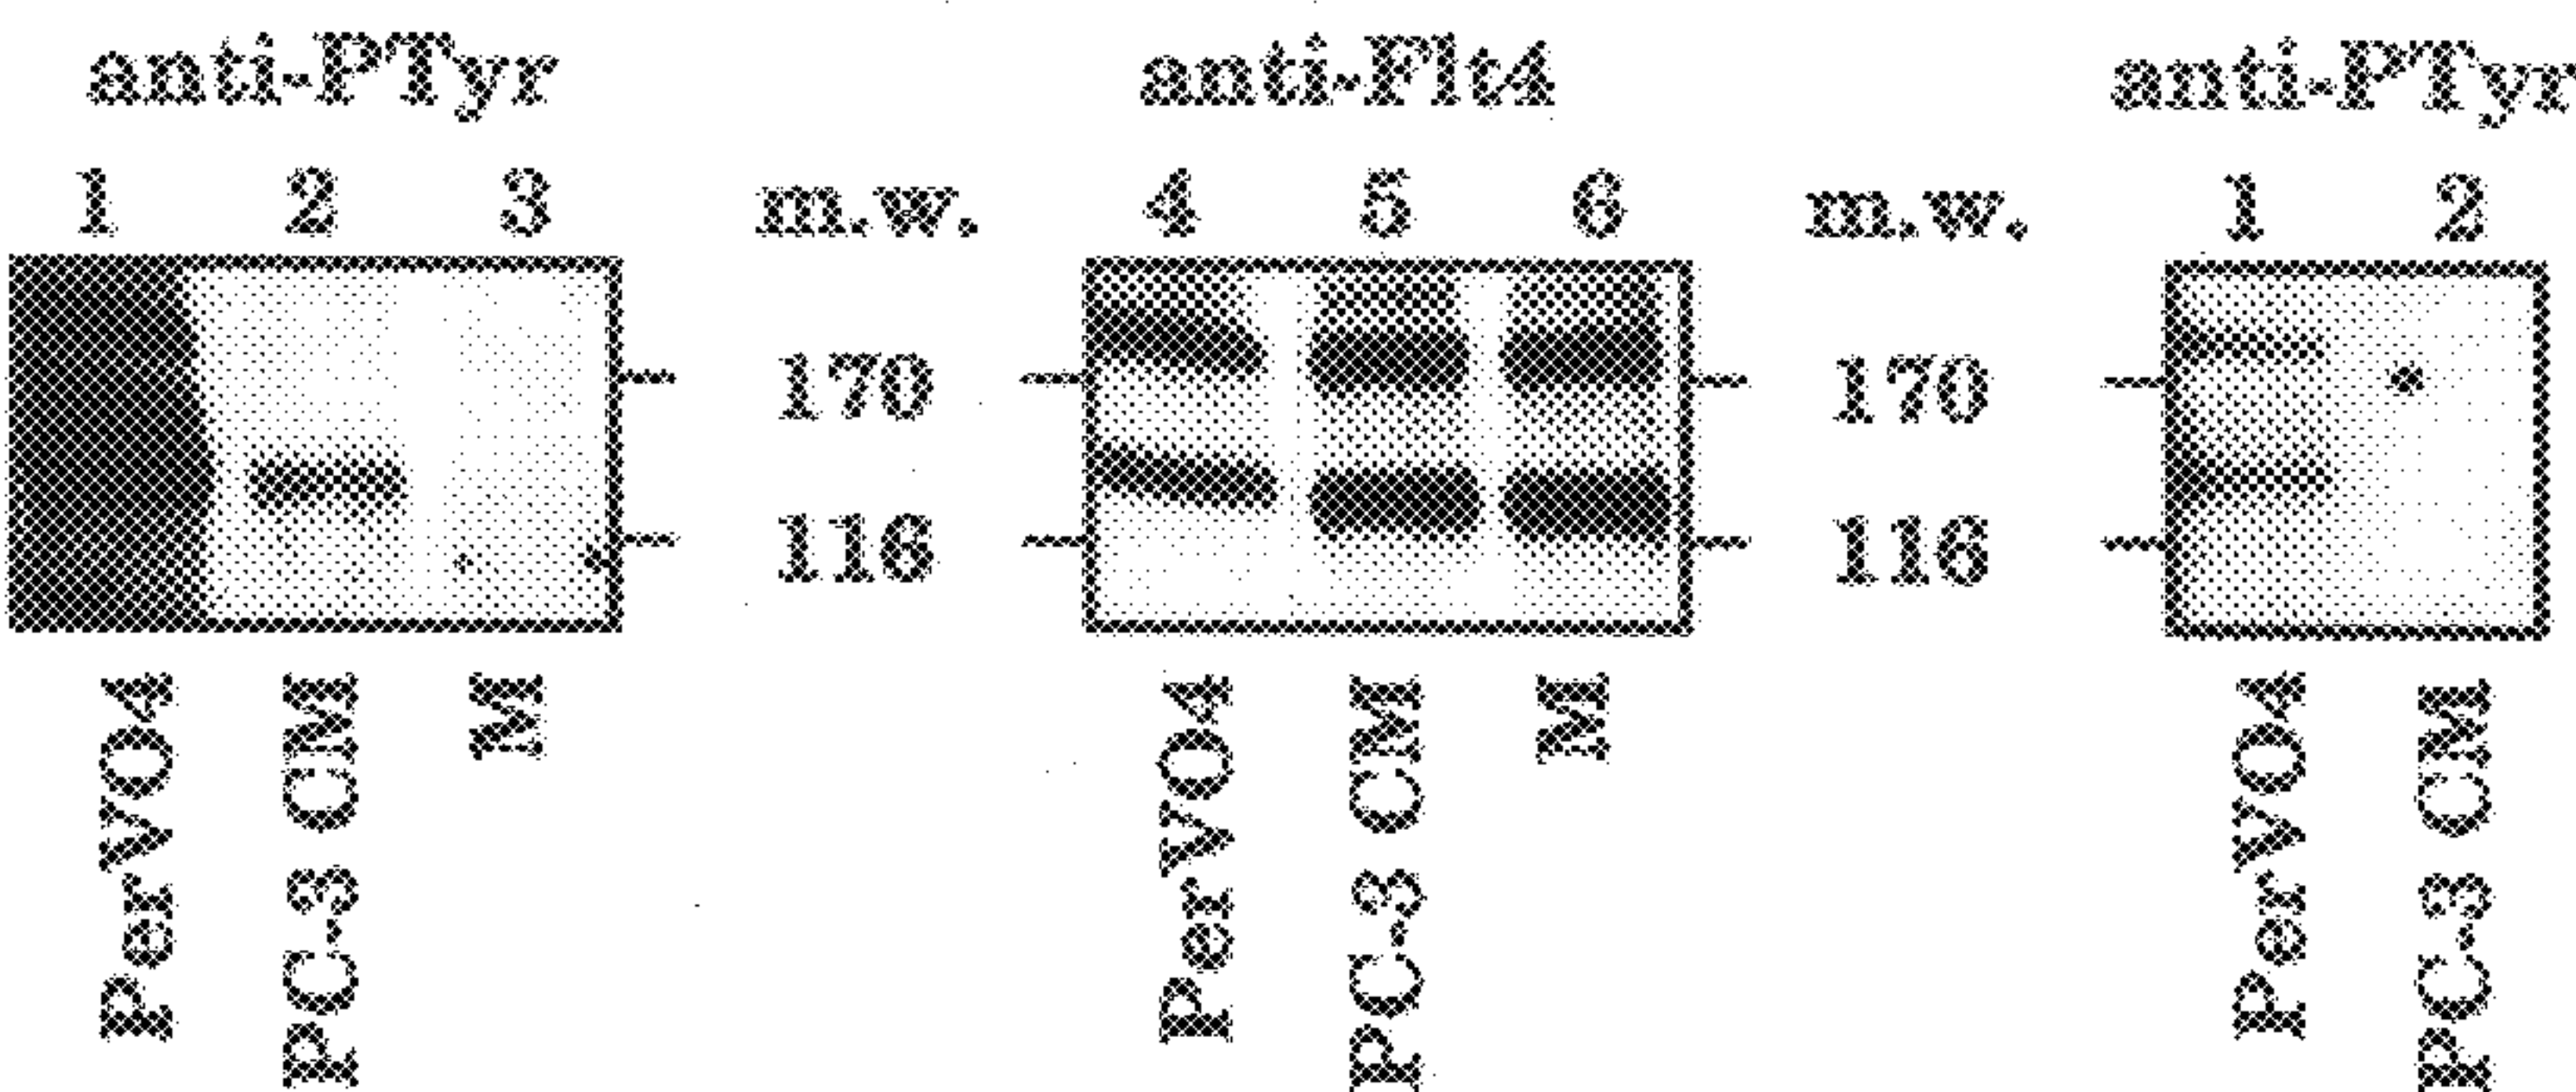 anti-PTyr anti-Flt4 anti-PTyr
1 2 3 m.w. 4 5 6 m.w. 1 2
170 170
116 116
PerVO4 PC-3 CM M PerVO4 PC-3 CM M PerVO4 PC-3 CM